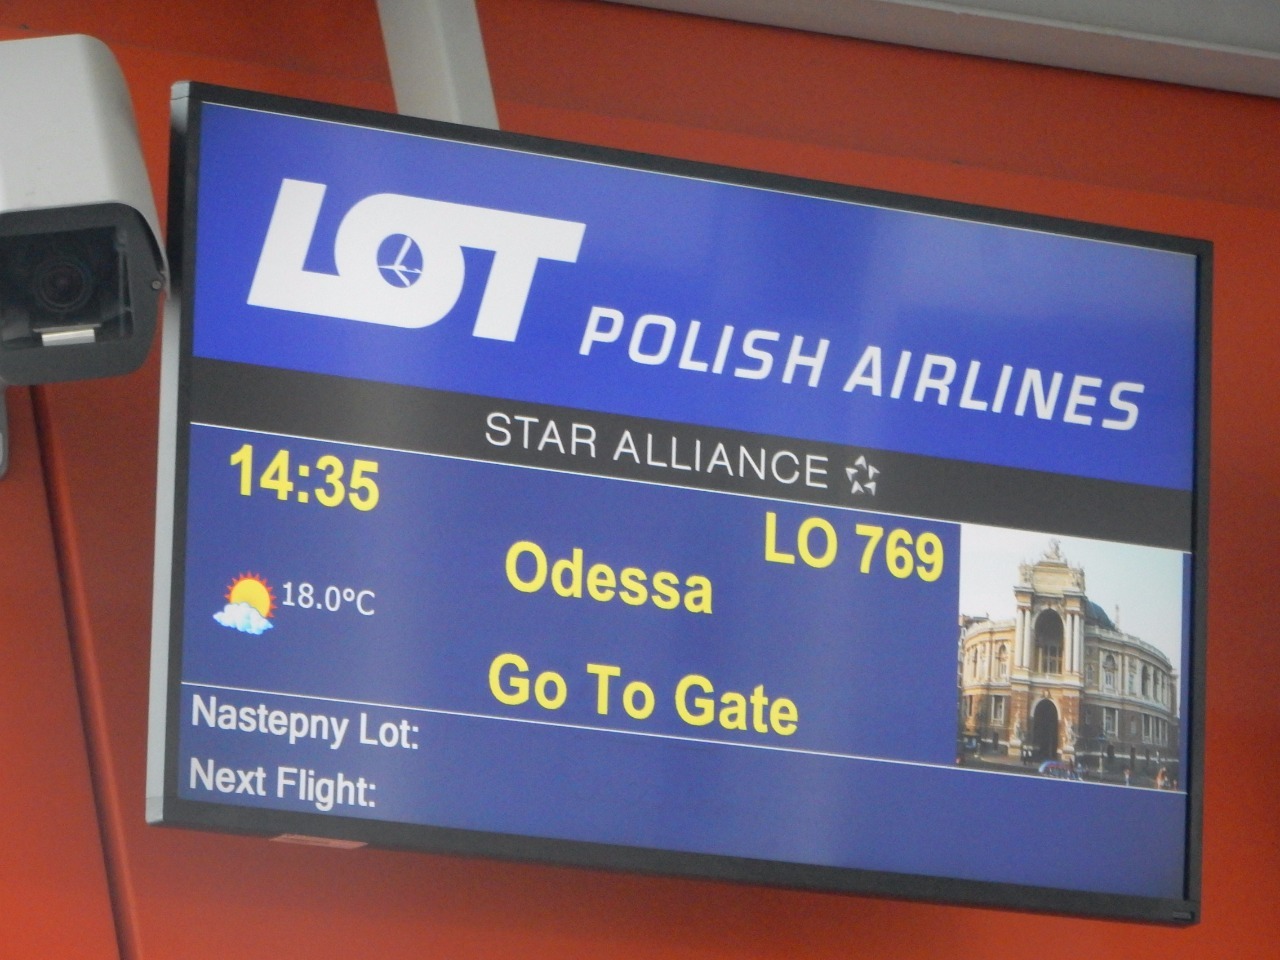 LOT POLISH AIRLINES
STAR ALLIANCE
14:35
LO 769
Odessa
18.0°C
Go To Gate
Nastepny Lot:
Next Flight: